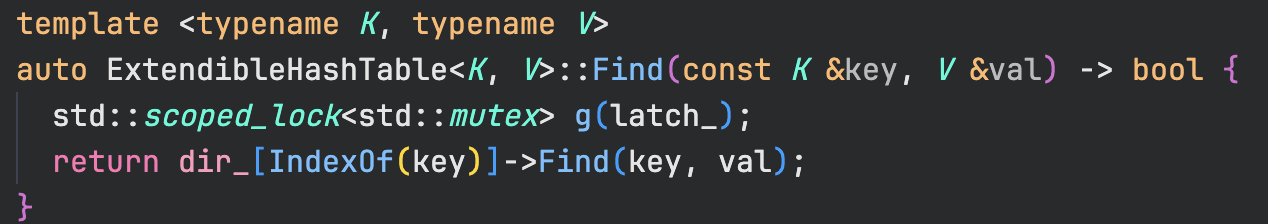 template <typename K, typename V>
auto ExtendibleHashTable<K, V>::Find(const K &key, V &val) -> bool {
  std::scoped_lock<std::mutex> g(latch_);
  return dir_[IndexOf(key)]->Find(key, val);
}